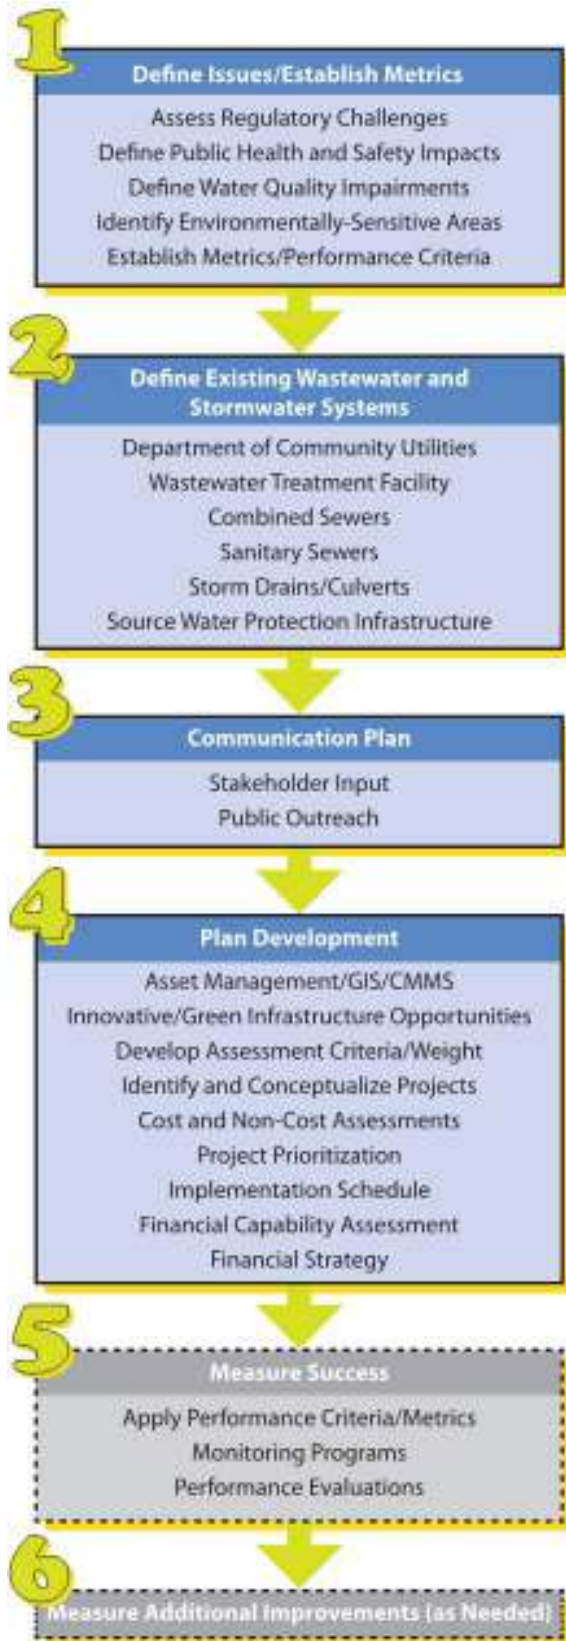 1
Define Issues/Establish Metrics
Assess Regulatory Challenges
Define Public Health and Safety Impacts
Define Water Quality Impairments
Identify Environmentally-Sensitive Areas
Establish Metrics/Performance Criteria
2
Define Existing Wastewater and
Stormwater Systems
Department of Community Utilities
Wastewater Treatment Facility
Combined Sewers
Sanitary Sewers
Storm Drains/Culverts
Source Water Protection Infrastructure
3
Communication Plan
Stakeholder Input
Public Outreach
4
Plan Development
Asset Management/GIS/CMMS
Innovative/Green Infrastructure Opportunities
Develop Assessment Criteria/Weight
Identify and Conceptualize Projects
Cost and Non-Cost Assessments
Project Prioritization
Implementation Schedule
Financial Capability Assessment
Financial Strategy
5
Measure Success
Apply Performance Criteria/Metrics
Monitoring Programs
Performance Evaluations
6
Measure Additional Improvements (as Needed)